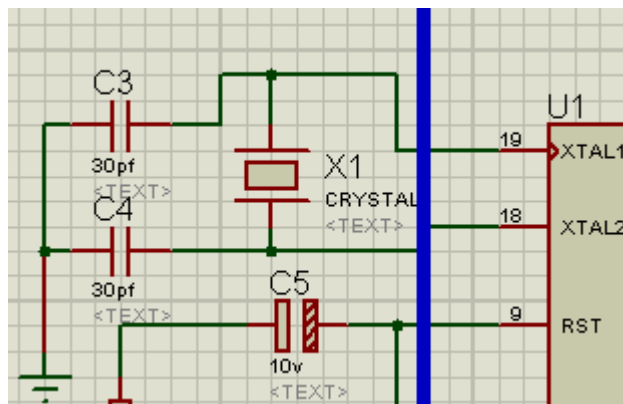 C3
30pf
<TEXT>
C4
30pf
<TEXT>
X1
CRYSTAL
<TEXT>
C5
10v
<TEXT>
U1
19
XTAL1
18
XTAL2
9
RST